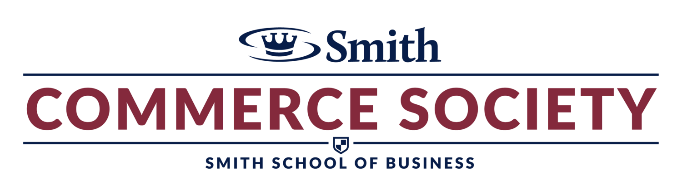 Smith
COMMERCE SOCIETY
SMITH SCHOOL OF BUSINESS